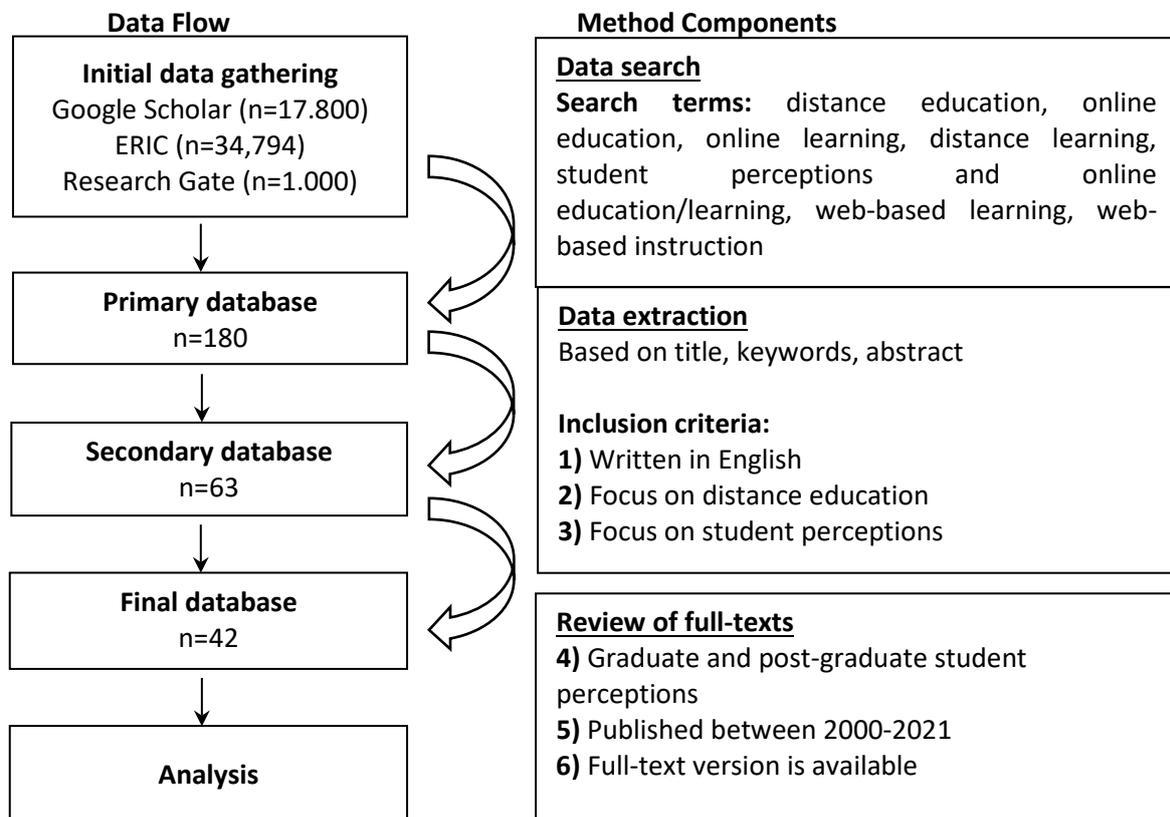 Data Flow
Initial data gathering
Google Scholar (n=17.800)
ERIC (n=34,794)
Research Gate (n=1.000)
Primary database
n=180
Secondary database
n=63
Final database
n=42
Analysis
Method Components
Data search
Search terms: distance education, online
education, online learning, distance learning,
student perceptions and online
education/learning, web-based learning, web-
based instruction
Data extraction
Based on title, keywords, abstract
Inclusion criteria:
1) Written in English
2) Focus on distance education
3) Focus on student perceptions
Review of full-texts
4) Graduate and post-graduate student
perceptions
5) Published between 2000-2021
6) Full-text version is available